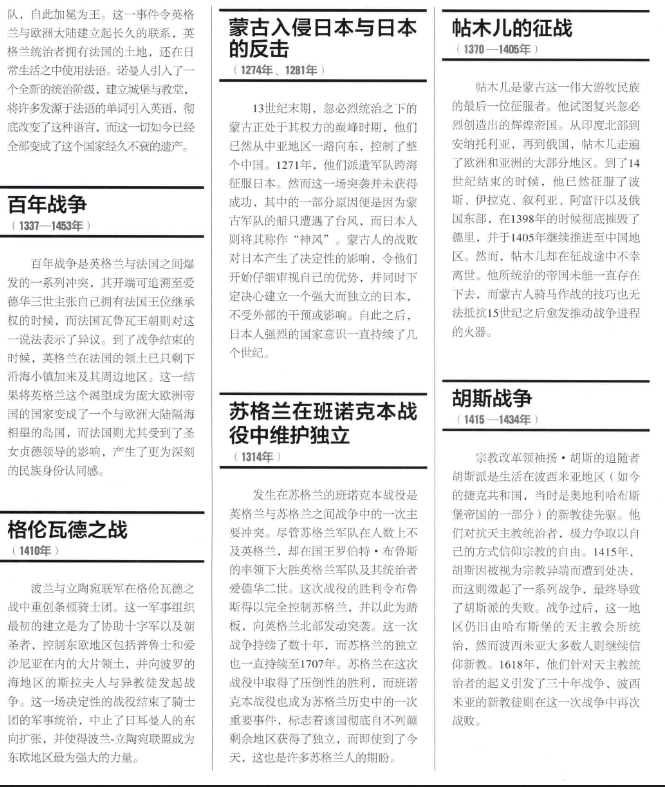 队，自此加冕为王。这一事件令英格
兰与欧洲大陆建立起长久的联系，英
格兰统治者拥有法国的土地，还在日
常生活之中使用法语。诺曼人引入了一
个全新的统治阶级，建立城堡与教堂，
将许多发源于法语的单词引入英语，彻
底改变了这种语言，而这一切如今已经
全部变成了这个国家经久不衰的遗产。
百年战争
（1337—1453年）
百年战争是英格兰与法国之间爆
发的一系列冲突，其开端可追溯至爱
德华三世主张自己拥有法国王位继承
权的时候，而法国瓦鲁瓦王朝则对这
一说法表示了异议。到了战争结束的
时候，英格兰在法国的领土已只剩下
沿海小镇加来及其周边地区。这一结
果将英格兰这个渴望成为庞大欧洲帝
国的国家变成了一个与欧洲大陆隔海
相望的岛国，而法国则尤其受到了圣
女贞德领导的影响，产生了更为深刻
的民族身份认同感。
格伦瓦德之战
（1410年）
波兰与立陶宛联军在格伦瓦德之
战中重创条顿骑士团。这一军事组织
最初的建立是为了协助十字军以及朝
圣者，控制东欧地区包括普鲁士和爱
沙尼亚在内的大片领土，并向波罗的
海地区的斯拉夫人与异教徒发起战
争。这一场决定性的战役结束了骑士
团的军事统治，中止了日耳曼人的东
向扩张，并使得波兰-立陶宛联盟成为
东欧地区最为强大的力量。
蒙古入侵日本与日本
的反击
（1274年、1281年）
13世纪末期，忽必烈统治之下的
蒙古正处于其权力的巅峰时期，他们
已然从中亚地区一路向东，控制了整
个中国。1271年，他们派遣军队跨海
征服日本。然而这一场突袭并未获得
成功，其中的一部分原因便是因为蒙
古军队的船只遭遇了台风，而日本人
则将其称作“神风”。蒙古人的战败
对日本产生了决定性的影响，令他们
开始仔细审视自己的优势，并同时下
定决心建立一个强大而独立的日本，
不受外部的干预或影响。自此之后，
日本人强烈的国家意识一直持续了几
个世纪。
苏格兰在班诺克本战
役中维护独立
（1314年）
发生在苏格兰的班诺克本战役是
英格兰与苏格兰之间战争中的一次主
要冲突。尽管苏格兰军队在人数上不
及英格兰，却在国王罗伯特·布鲁斯
的率领下大胜英格兰军队及其统治者
爱德华二世。这次战役的胜利令布鲁
斯得以完全控制苏格兰，并以此为踏
板，向英格兰北部发动突袭。这一次
战争持续了数十年，而苏格兰的独立
也一直持续至1707年。苏格兰在这次
战役中取得了压倒性的胜利，而班诺
克本战役也成为苏格兰历史中的一次
重要事件，标志着该国彻底自不列颠
剩余地区获得了独立，而即使到了今
天，这也是许多苏格兰人的期盼。
帖木儿的征战
（1370—1405年）
帖木儿是蒙古这一伟大游牧民族
的最后一位征服者。他试图复兴忽必
烈创造出的辉煌帝国。从印度北部到
安纳托利亚，再到俄国，帖木儿走遍
了欧洲和亚洲的大部分地区。到了14
世纪结束的时候，他已然征服了波
斯、伊拉克、叙利亚、阿富汗以及俄
国东部，在1398年的时候彻底摧毁了
德里，并于1405年继续推进至中国地
区。然而，帖木儿却在征战途中不幸
离世。他所统治的帝国未能一直存在
下去，而蒙古人骑马作战的技巧也无
法抵抗15世纪之后愈发推动战争进程
的火器。
胡斯战争
（1415—1434年）
宗教改革领袖扬·胡斯的追随者
胡斯派是生活在波西米亚地区（如今
的捷克共和国，当时是奥地利哈布斯
堡帝国的一部分）的新教徒先驱。他
们对抗天主教统治者，极力争取以自
己的方式信仰宗教的自由。1415年，
胡斯因被视为宗教异端而遭到处决，
而这则激起了一系列战争，最终导致
了胡斯派的失败。战争过后，这一地
区仍旧由哈布斯堡的天主教会所统
治，然而波西米亚大多数人则继续信
仰新教。1618年，他们针对天主教统
治者的起义引发了三十年战争，波西
米亚的新教徒则在这一次战争中再次
战败。